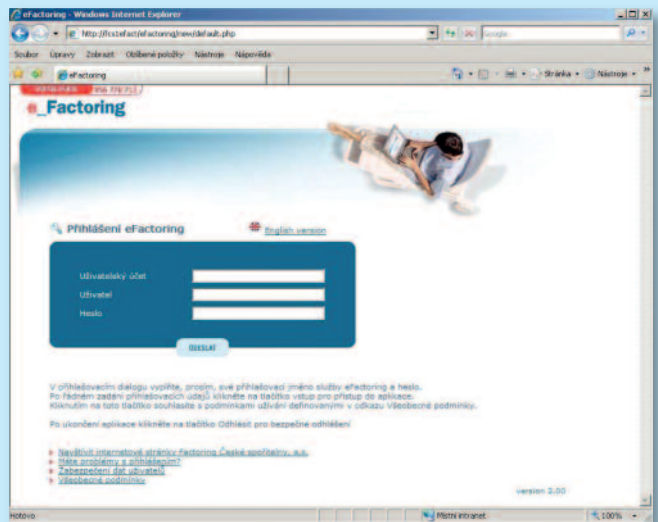 eFactoring - Windows Internet Explorer
http://fcstefact/efactoring/new/default.php
Google
Soubor Úpravy Zobrazit Oblíbené položky Nástroje Nápověda
eFactoring
Stránka Nástroje
e_Factoring
Přihlášení eFactoring
English version
Uživatelský účet
Uživatel
Heslo
ODESLAT
V přihlašovacím dialogu vyplňte, prosím, své přihlašovací jméno služby eFactoring a heslo.
Po řádném zadání přihlašovacích údajů klikněte na tlačítko vstup pro přístup do aplikace.
Kliknutím na toto tlačítko souhlasíte s podmínkami užívání definovanými v odkazu Všeobecné podmínky.
Po ukončení aplikace klikněte na tlačítko Odhlásit pro bezpečné odhlášení
Navštívit internetové stránky Factoring České spořitelny, a.s.
Máte problémy s přihlášením?
Zabezpečení dat uživatelů
Všeobecné podmínky
version 2.00
Hotovo
Místní intranet
100%